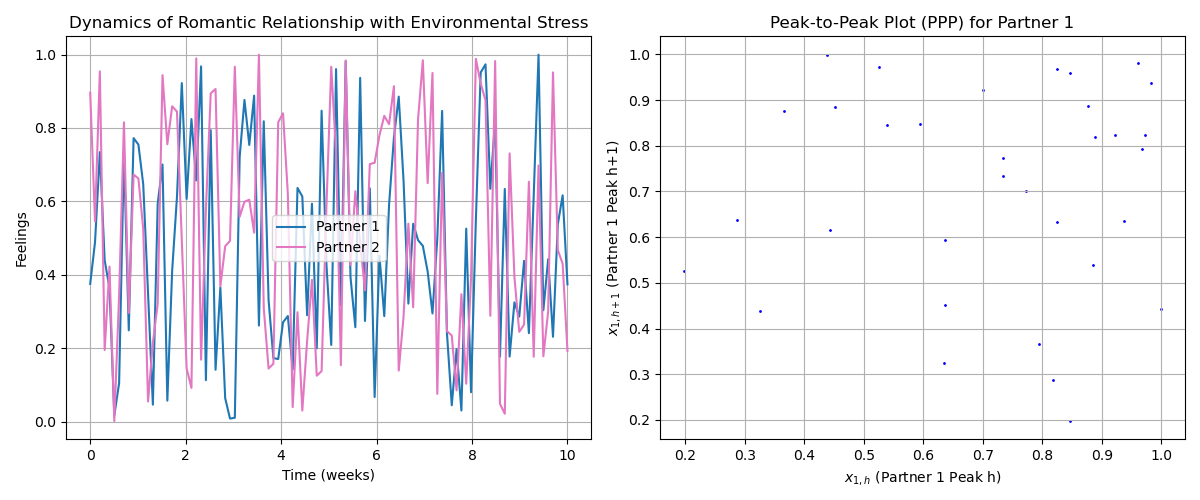 Dynamics of Romantic Relationship with Environmental Stress
Feelings
1.0
0.8
0.6
0.4
0.2
0.0
Partner 1
Partner 2
0 2 4 6 8 10
Time (weeks)
Peak-to-Peak Plot (PPP) for Partner 1
x_{1,h+1} (Partner 1 Peak h+1)
1.0
0.9
0.8
0.7
0.6
0.5
0.4
0.3
0.2
0.2 0.3 0.4 0.5 0.6 0.7 0.8 0.9 1.0
x_{1,h} (Partner 1 Peak h)